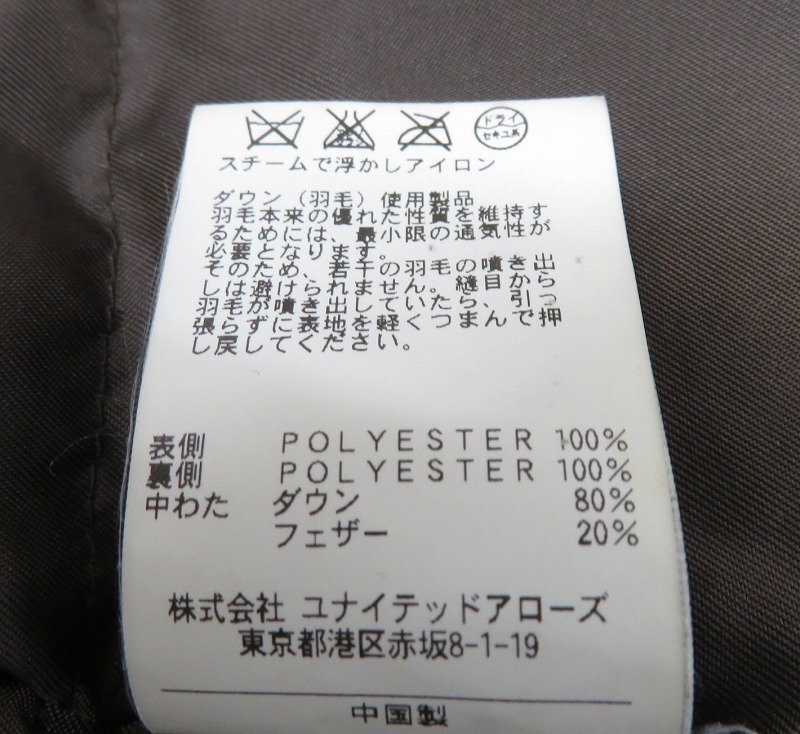 ドライ
セキユ系
スチームで浮かしアイロン
ダウン（羽毛）使用製品
羽毛本来の優れた性質を維持す
るためには、最小限の通気性が
必要となります。
そのため、若干の羽毛の噴き出
しは避けられません。縫目から
羽毛が噴き出していたら、引っ
張らずに表地を軽くつまんで押
し戻してください。
表側 POLYESTER 100%
裏側 POLYESTER 100%
中わた ダウン 80%
フェザー 20%
株式会社 ユナイテッドアローズ
東京都港区赤坂8-1-19
中国製